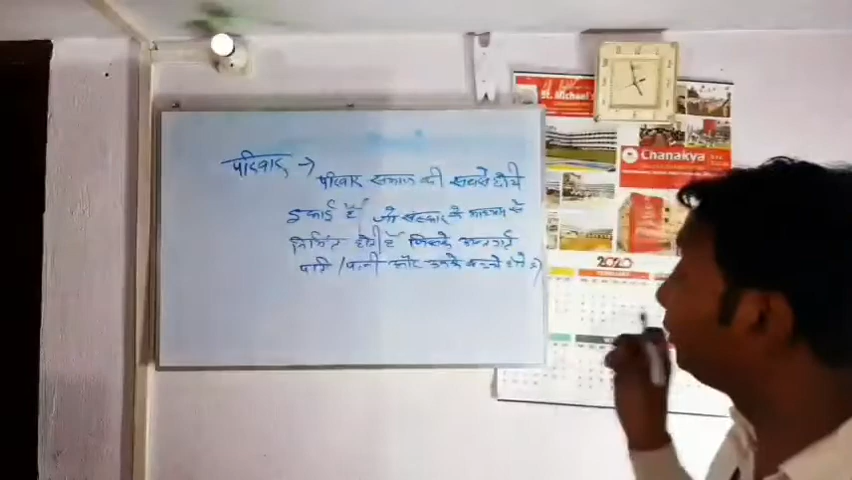 परिवार →
परिवार समाज की सबसे छोटी
इकाई है जो संस्कार के माध्यम से
निर्मित होती है जिसके अन्तर्गत
पति / पत्नी और उनके बच्चे होते है
St. Michael
Chanakya
2020